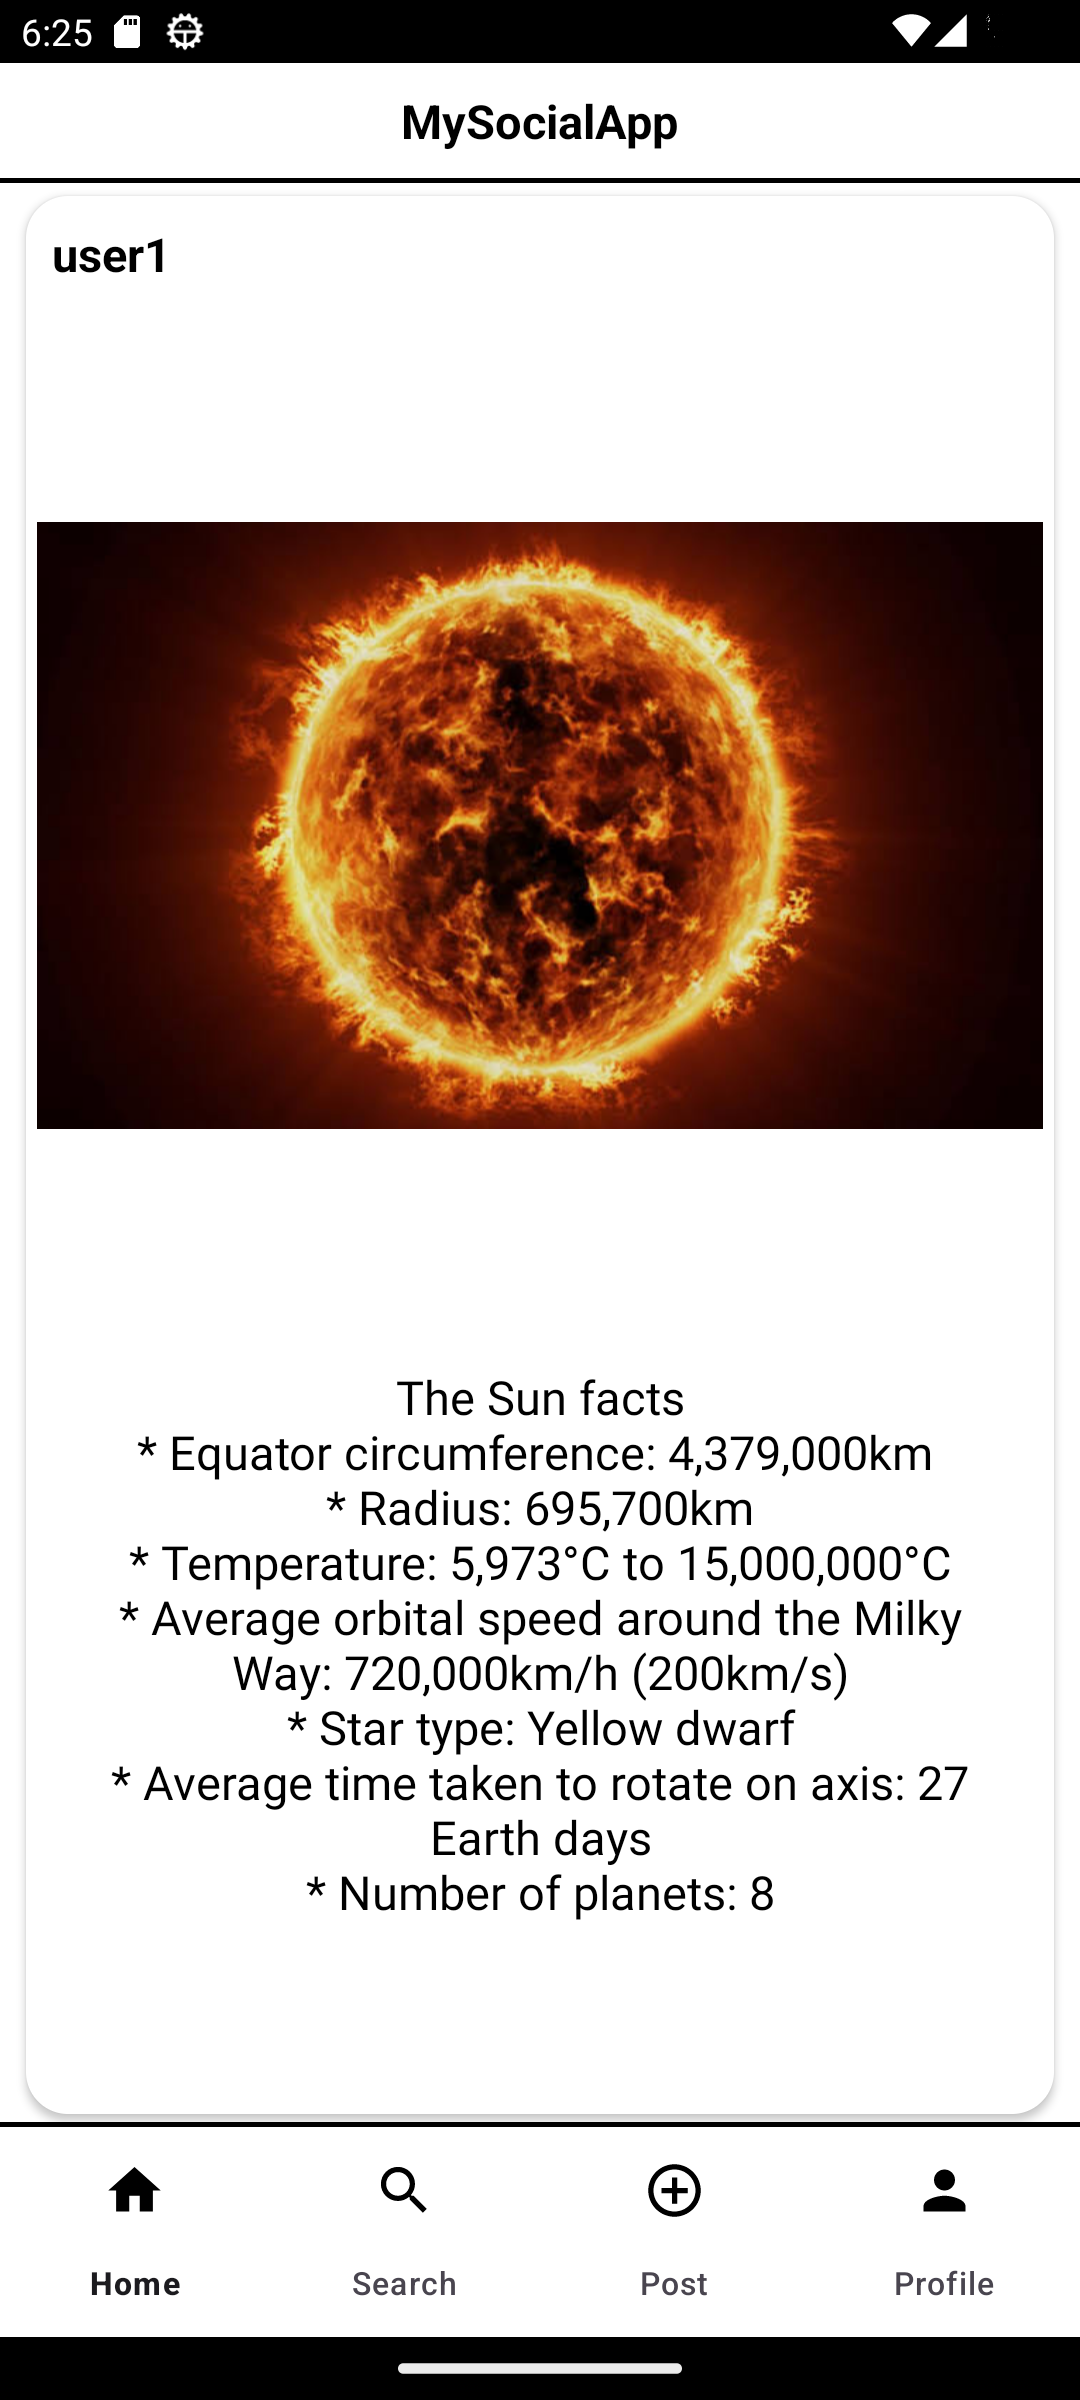 6:25
MySocialApp
user1
The Sun facts
* Equator circumference: 4,379,000km
* Radius: 695,700km
* Temperature: 5,973°C to 15,000,000°C
* Average orbital speed around the Milky
Way: 720,000km/h (200km/s)
* Star type: Yellow dwarf
* Average time taken to rotate on axis: 27
Earth days
* Number of planets: 8
Home
Search
Post
Profile